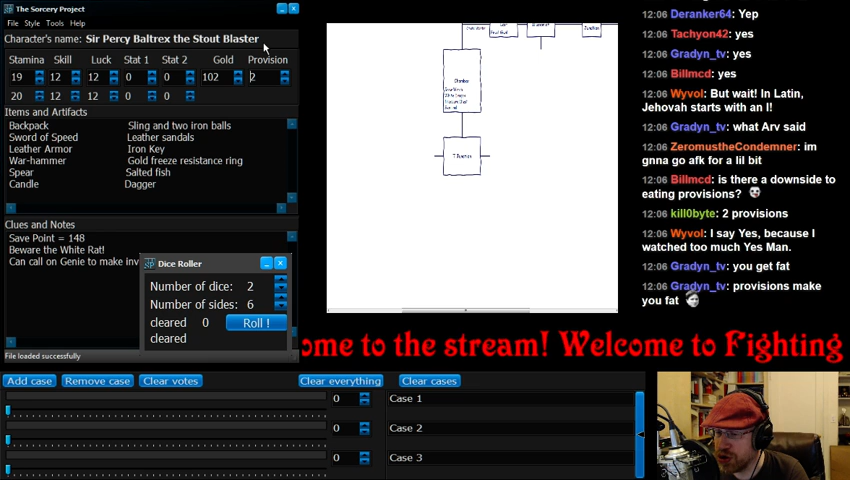 The Sorcery Project
File Style Tools Help
Character's name: Sir Percy Baltrex the Stout Blaster
Stamina Skill Luck Stat 1 Stat 2 Gold Provision
19 12 12 0 0 102 2
20 12 12 0 0
Items and Artifacts
Backpack Sling and two iron balls
Sword of Speed Leather sandals
Leather Armor Iron Key
War-hammer Gold freeze resistance ring
Spear Salted fish
Candle Dagger
Clues and Notes
Save Point = 148
Beware the White Rat!
Can call on Genie to make inv
Dice Roller
Number of dice: 2
Number of sides: 6
cleared 0 Roll !
cleared
File loaded successfully
12:06 Deranker64: Yep
12:06 Tachyon42: yes
12:06 Gradyn_tv: yes
12:06 Billmcd: yes
12:06 Wyvol: But wait! In Latin,
Jehovah starts with an I!
12:06 Gradyn_tv: what Arv said
12:06 ZeromustheCondemner: im
gnna go afk for a lil bit
12:06 Billmcd: is there a downside to
eating provisions?
12:06 kill0byte: 2 provisions
12:06 Wyvol: I say Yes, because I
watched too much Yes Man.
12:06 Gradyn_tv: you get fat
12:06 Gradyn_tv: provisions make
you fat
ome to the stream! Welcome to Fighting
Add case Remove case Clear votes Clear everything Clear cases
0 Case 1
0 Case 2
0 Case 3